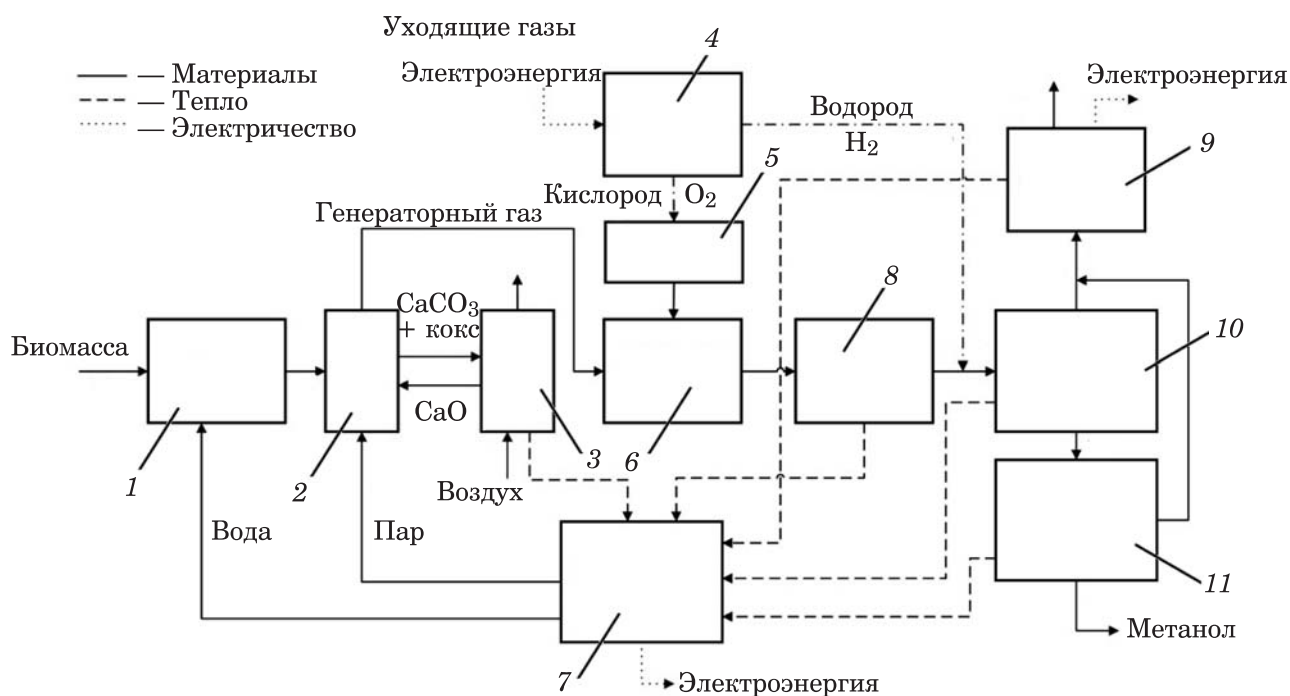 Уходящие газы
4
Электроэнергия
— Материалы
— Тепло
— Электричество
Электроэнергия
Водород
H₂
5
9
Кислород O₂
Генераторный газ
8
CaCO₃
+ кокс
10
Биомасса
CaO
1
2
3
6
Воздух
Вода
Пар
11
Метанол
7
Электроэнергия